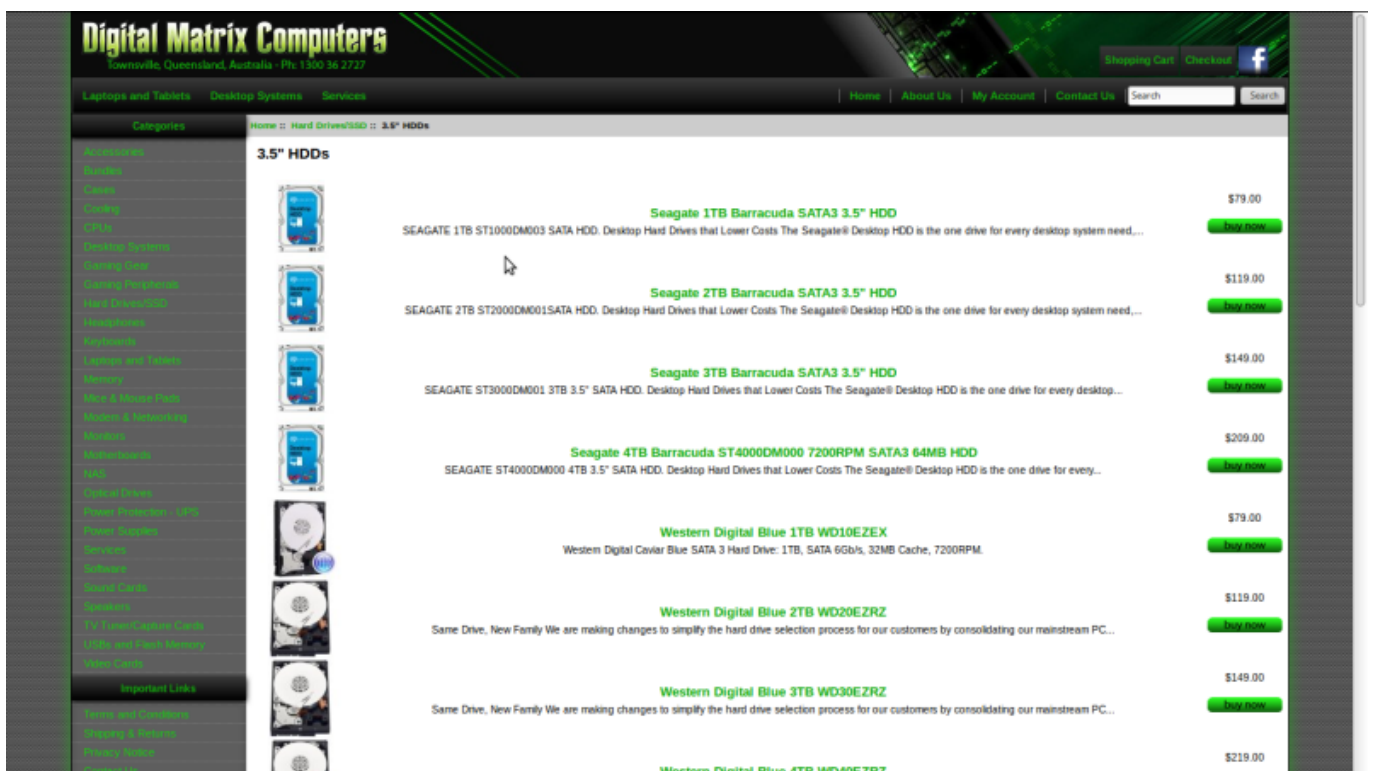 Digital Matrix Computers
Townsville, Queensland, Australia - Ph: 1300 36 2727
Shopping Cart Checkout
Laptops and Tablets Desktop Systems Services Home About Us My Account Contact Us Search Search
Categories
Home :: Hard Drives/SSD :: 3.5" HDDs
Accessories
Bundles
Cases
Cooling
CPUs
Desktop Systems
Gaming Gear
Gaming Peripherals
Hard Drives/SSD
Headphones
Keyboards
Laptops and Tablets
Memory
Mice & Mouse Pads
Modem & Networking
Monitors
Motherboards
NAS
Optical Drives
Power Protection - UPS
Power Supplies
Services
Software
Sound Cards
Speakers
TV Tuner/Capture Cards
USBs and Flash Memory
Video Cards
Important Links
Terms and Conditions
Shipping & Returns
Privacy Notice
Contact Us
3.5" HDDs
Seagate 1TB Barracuda SATA3 3.5" HDD
SEAGATE 1TB ST1000DM003 SATA HDD. Desktop Hard Drives that Lower Costs The Seagate® Desktop HDD is the one drive for every desktop system need,...
$79.00
buy now
Seagate 2TB Barracuda SATA3 3.5" HDD
SEAGATE 2TB ST2000DM001SATA HDD. Desktop Hard Drives that Lower Costs The Seagate® Desktop HDD is the one drive for every desktop system need,...
$119.00
buy now
Seagate 3TB Barracuda SATA3 3.5" HDD
SEAGATE ST3000DM001 3TB 3.5" SATA HDD. Desktop Hard Drives that Lower Costs The Seagate® Desktop HDD is the one drive for every desktop...
$149.00
buy now
Seagate 4TB Barracuda ST4000DM000 7200RPM SATA3 64MB HDD
SEAGATE ST4000DM000 4TB 3.5" SATA HDD. Desktop Hard Drives that Lower Costs The Seagate® Desktop HDD is the one drive for every...
$209.00
buy now
Western Digital Blue 1TB WD10EZEX
Western Digital Caviar Blue SATA 3 Hard Drive: 1TB, SATA 6Gb/s, 32MB Cache, 7200RPM.
$79.00
buy now
Western Digital Blue 2TB WD20EZRZ
Same Drive, New Family We are making changes to simplify the hard drive selection process for our customers by consolidating our mainstream PC...
$119.00
buy now
Western Digital Blue 3TB WD30EZRZ
Same Drive, New Family We are making changes to simplify the hard drive selection process for our customers by consolidating our mainstream PC...
$149.00
buy now
Western Digital Blue 4TB WD40EZRZ
$219.00